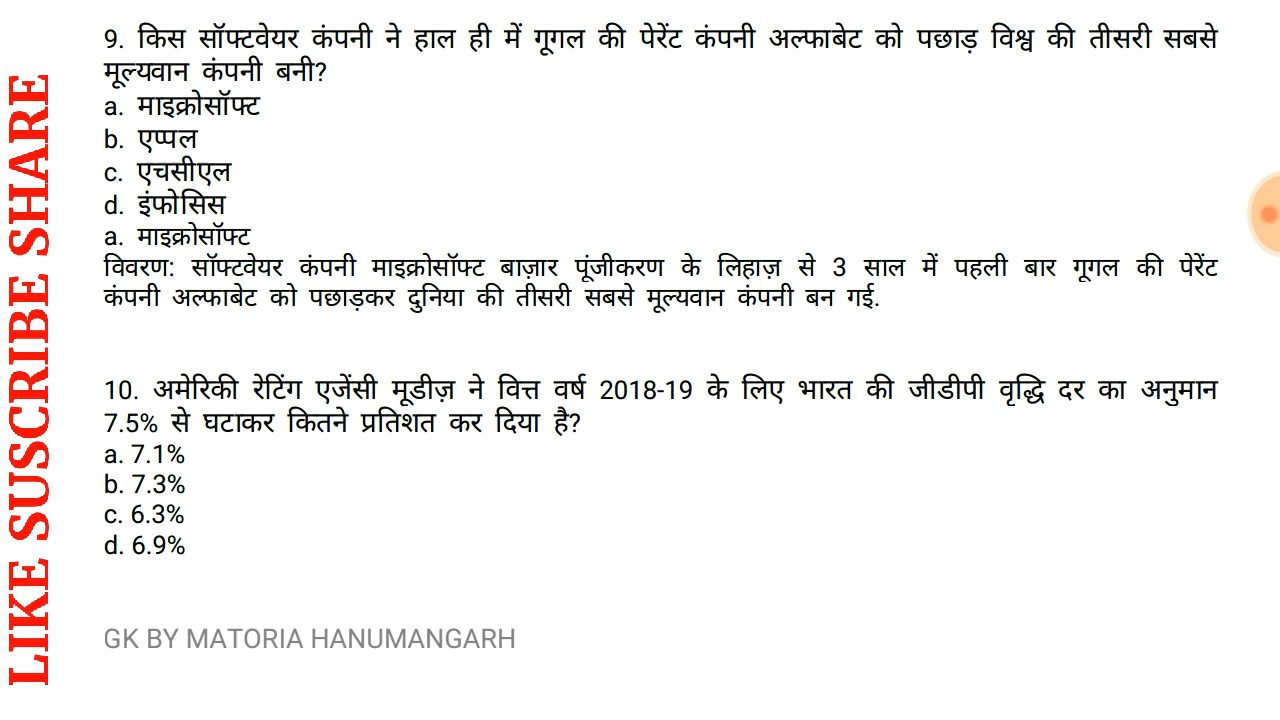 LIKE SUSCRIBE SHARE
9. किस सॉफ्टवेयर कंपनी ने हाल ही में गूगल की पेरेंट कंपनी अल्फाबेट को पछाड़ विश्व की तीसरी सबसे
मूल्यवान कंपनी बनी?
a. माइक्रोसॉफ्ट
b. एप्पल
c. एचसीएल
d. इंफोसिस
a. माइक्रोसॉफ्ट
विवरण: सॉफ्टवेयर कंपनी माइक्रोसॉफ्ट बाज़ार पूंजीकरण के लिहाज़ से 3 साल में पहली बार गूगल की पेरेंट
कंपनी अल्फाबेट को पछाड़कर दुनिया की तीसरी सबसे मूल्यवान कंपनी बन गई.
10. अमेरिकी रेटिंग एजेंसी मूडीज़ ने वित्त वर्ष 2018-19 के लिए भारत की जीडीपी वृद्धि दर का अनुमान
7.5% से घटाकर कितने प्रतिशत कर दिया है?
a. 7.1%
b. 7.3%
c. 6.3%
d. 6.9%
GK BY MATORIA HANUMANGARH